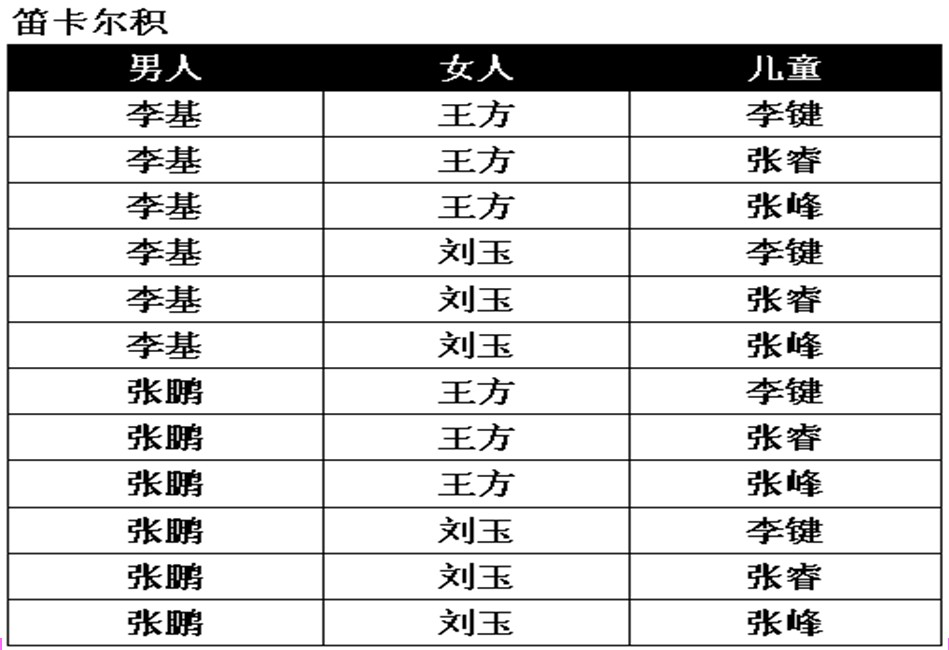 笛卡尔积
男人 女人 儿童
李基 王方 李键
李基 王方 张睿
李基 王方 张峰
李基 刘玉 李键
李基 刘玉 张睿
李基 刘玉 张峰
张鹏 王方 李键
张鹏 王方 张睿
张鹏 王方 张峰
张鹏 刘玉 李键
张鹏 刘玉 张睿
张鹏 刘玉 张峰